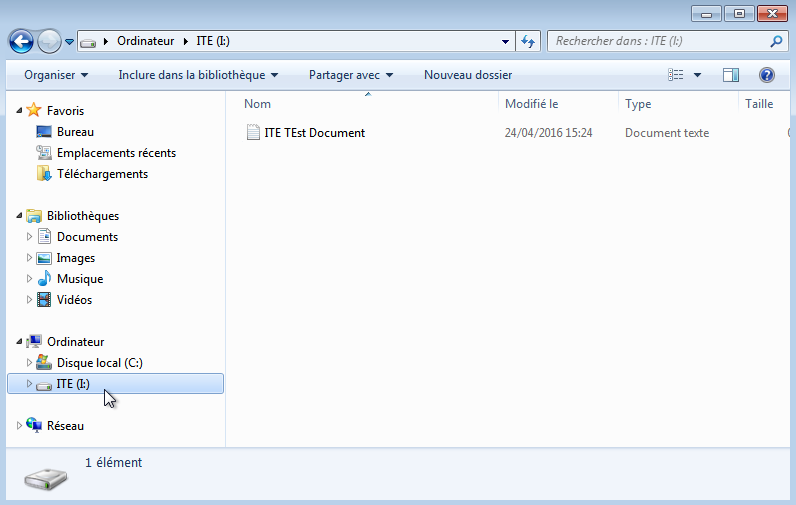 Ordinateur ITE (I:) Rechercher dans : ITE (I:)
Organiser Inclure dans la bibliothèque Partager avec Nouveau dossier
Nom Modifié le Type Taille
ITE TEst Document 24/04/2016 15:24 Document texte
Favoris
Bureau
Emplacements récents
Téléchargements
Bibliothèques
Documents
Images
Musique
Vidéos
Ordinateur
Disque local (C:)
ITE (I:)
Réseau
1 élément